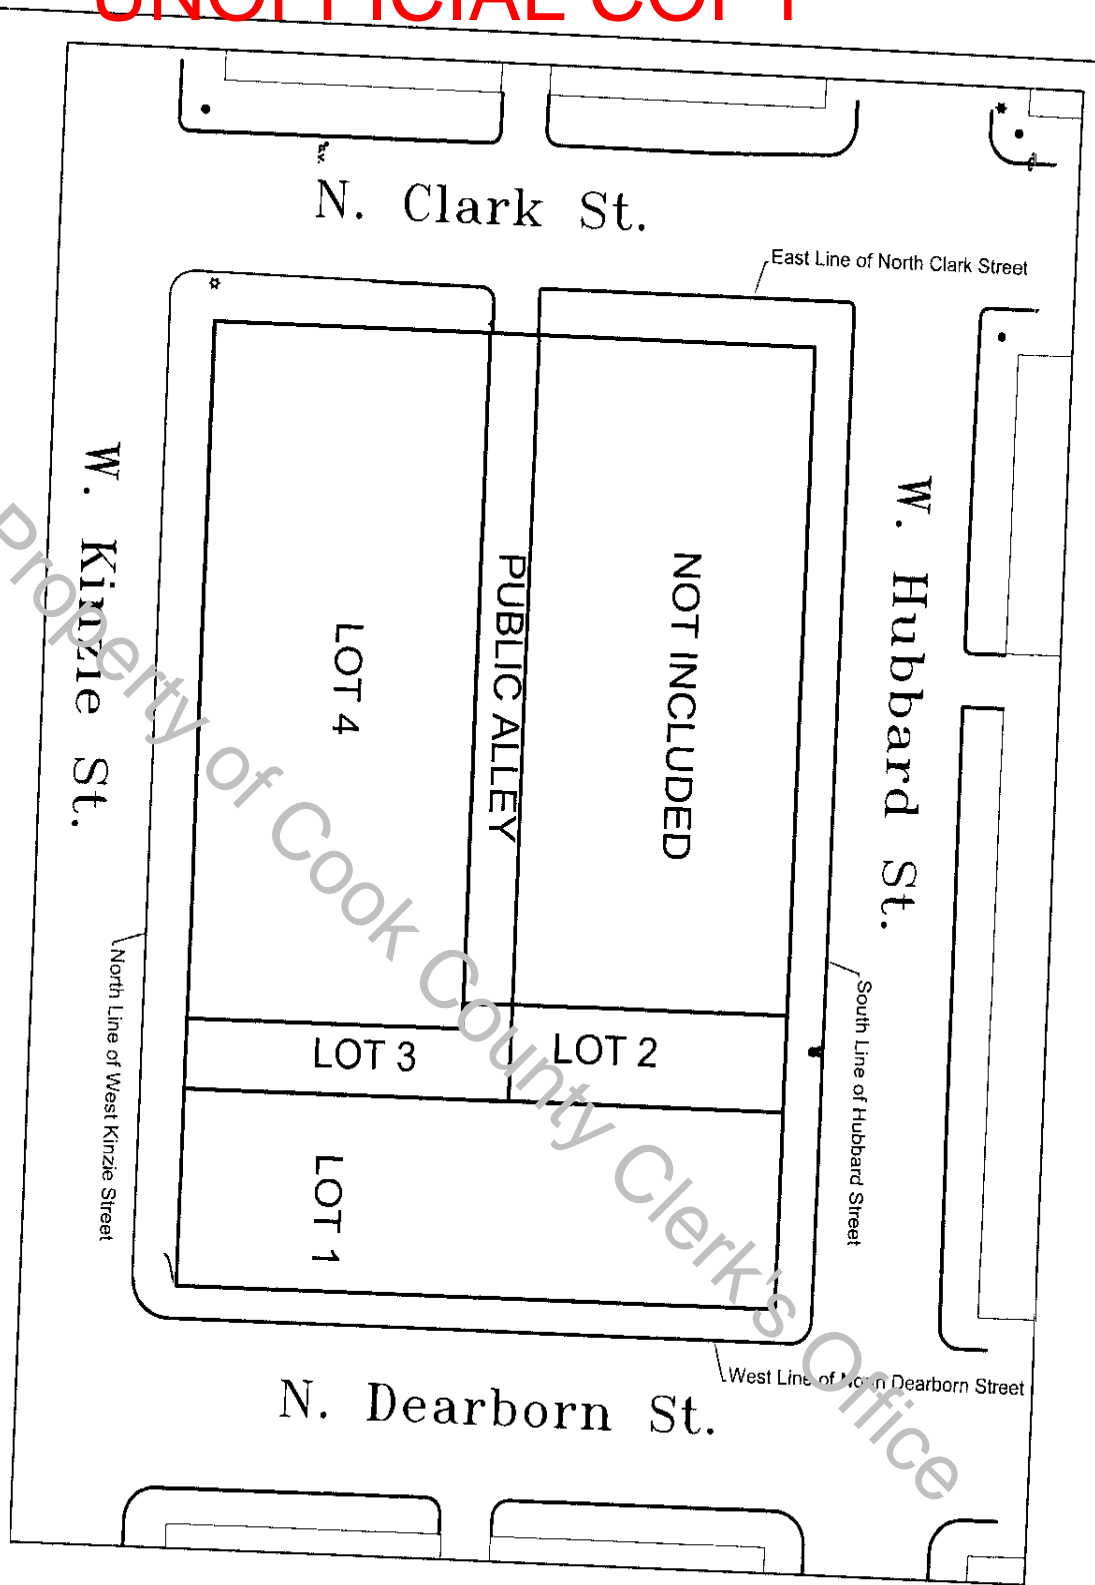 UNOFFICIAL COPY
N. Clark St.
East Line of North Clark Street
W. Kinzie St.
W. Hubbard St.
LOT 4
PUBLIC ALLEY
NOT INCLUDED
North Line of West Kinzie Street
South Line of Hubbard Street
LOT 3
LOT 2
LOT 1
West Line of North Dearborn Street
N. Dearborn St.
Property of Cook County Clerk's Office